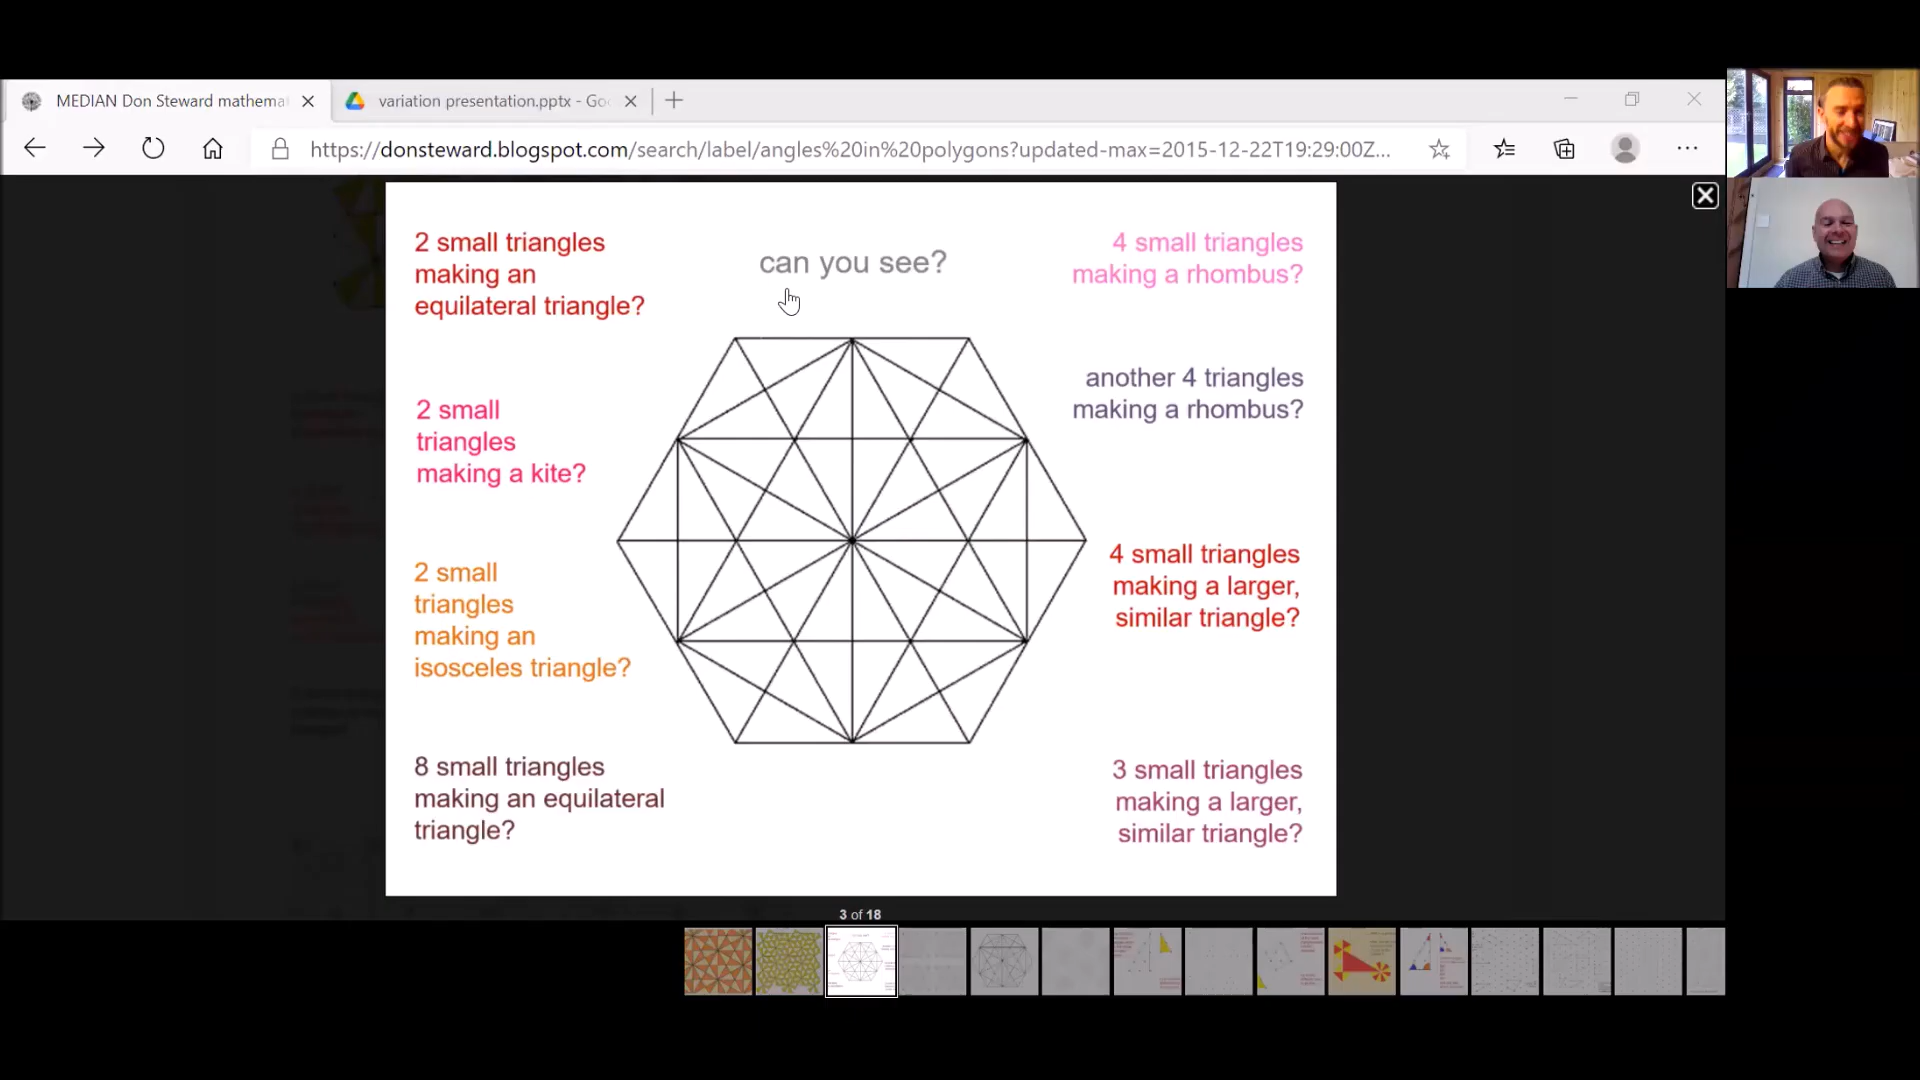 MEDIAN Don Steward mathema
variation presentation.pptx - Goo
https://donsteward.blogspot.com/search/label/angles%20in%20polygons?updated-max=2015-12-22T19:29:00Z...
can you see?
2 small triangles
making an
equilateral triangle?
2 small
triangles
making a kite?
2 small
triangles
making an
isosceles triangle?
8 small triangles
making an equilateral
triangle?
4 small triangles
making a rhombus?
another 4 triangles
making a rhombus?
4 small triangles
making a larger,
similar triangle?
3 small triangles
making a larger,
similar triangle?
3 of 18